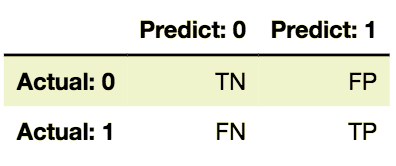 Predict: 0 Predict: 1
Actual: 0 TN FP
Actual: 1 FN TP